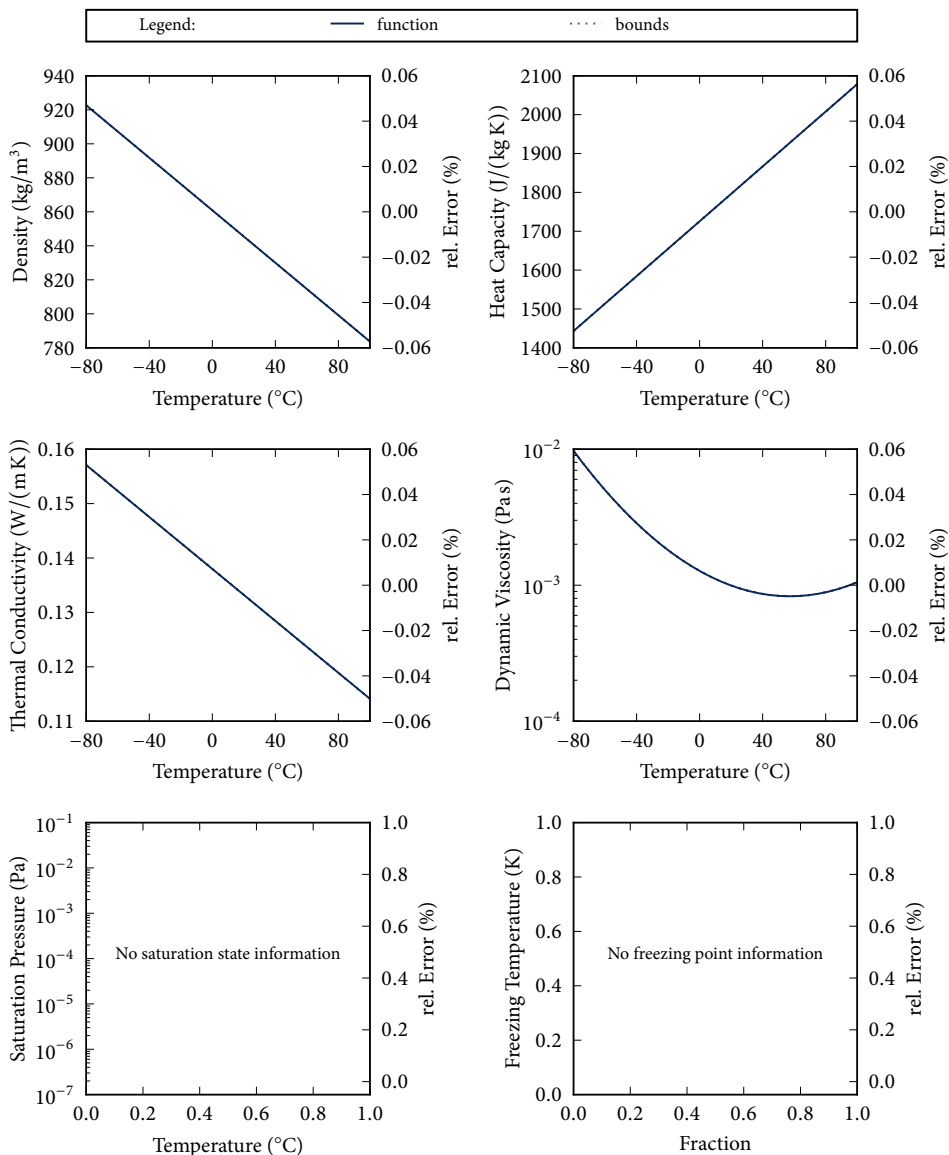 Legend: function bounds
940
920
900
880
860
840
820
800
780
Density (kg/m³)
0.06
0.04
0.02
0.00
−0.02
−0.04
−0.06
rel. Error (%)
−80 −40 0 40 80
Temperature (°C)
2100
2000
1900
1800
1700
1600
1500
1400
Heat Capacity (J/(kg K))
0.06
0.04
0.02
0.00
−0.02
−0.04
−0.06
rel. Error (%)
−80 −40 0 40 80
Temperature (°C)
0.16
0.15
0.14
0.13
0.12
0.11
Thermal Conductivity (W/(m K))
0.06
0.04
0.02
0.00
−0.02
−0.04
−0.06
rel. Error (%)
−80 −40 0 40 80
Temperature (°C)
10⁻²
10⁻³
10⁻⁴
Dynamic Viscosity (Pa s)
0.06
0.04
0.02
0.00
−0.02
−0.04
−0.06
rel. Error (%)
−80 −40 0 40 80
Temperature (°C)
10⁻¹
10⁻²
10⁻³
10⁻⁴
10⁻⁵
10⁻⁶
10⁻⁷
Saturation Pressure (Pa)
No saturation state information
1.0
0.8
0.6
0.4
0.2
0.0
rel. Error (%)
0.0 0.2 0.4 0.6 0.8 1.0
Temperature (°C)
1.0
0.8
0.6
0.4
0.2
0.0
Freezing Temperature (K)
No freezing point information
1.0
0.8
0.6
0.4
0.2
0.0
rel. Error (%)
0.0 0.2 0.4 0.6 0.8 1.0
Fraction